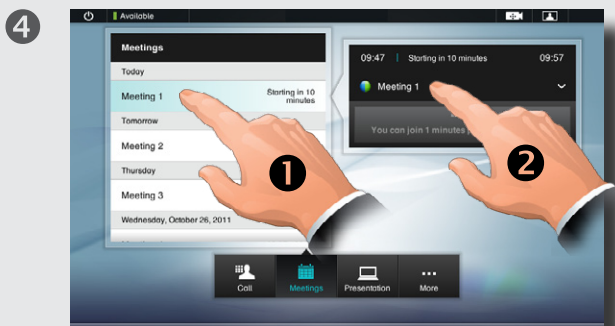 4
Available
Meetings
Today
Meeting 1
Starting in 10
minutes
Tomorrow
Meeting 2
Thursday
Meeting 3
Wednesday, October 26, 2011
09:47 | Starting in 10 minutes 09:57
Meeting 1
You can join 1 minutes
1
2
Call
Meetings
Presentation
More